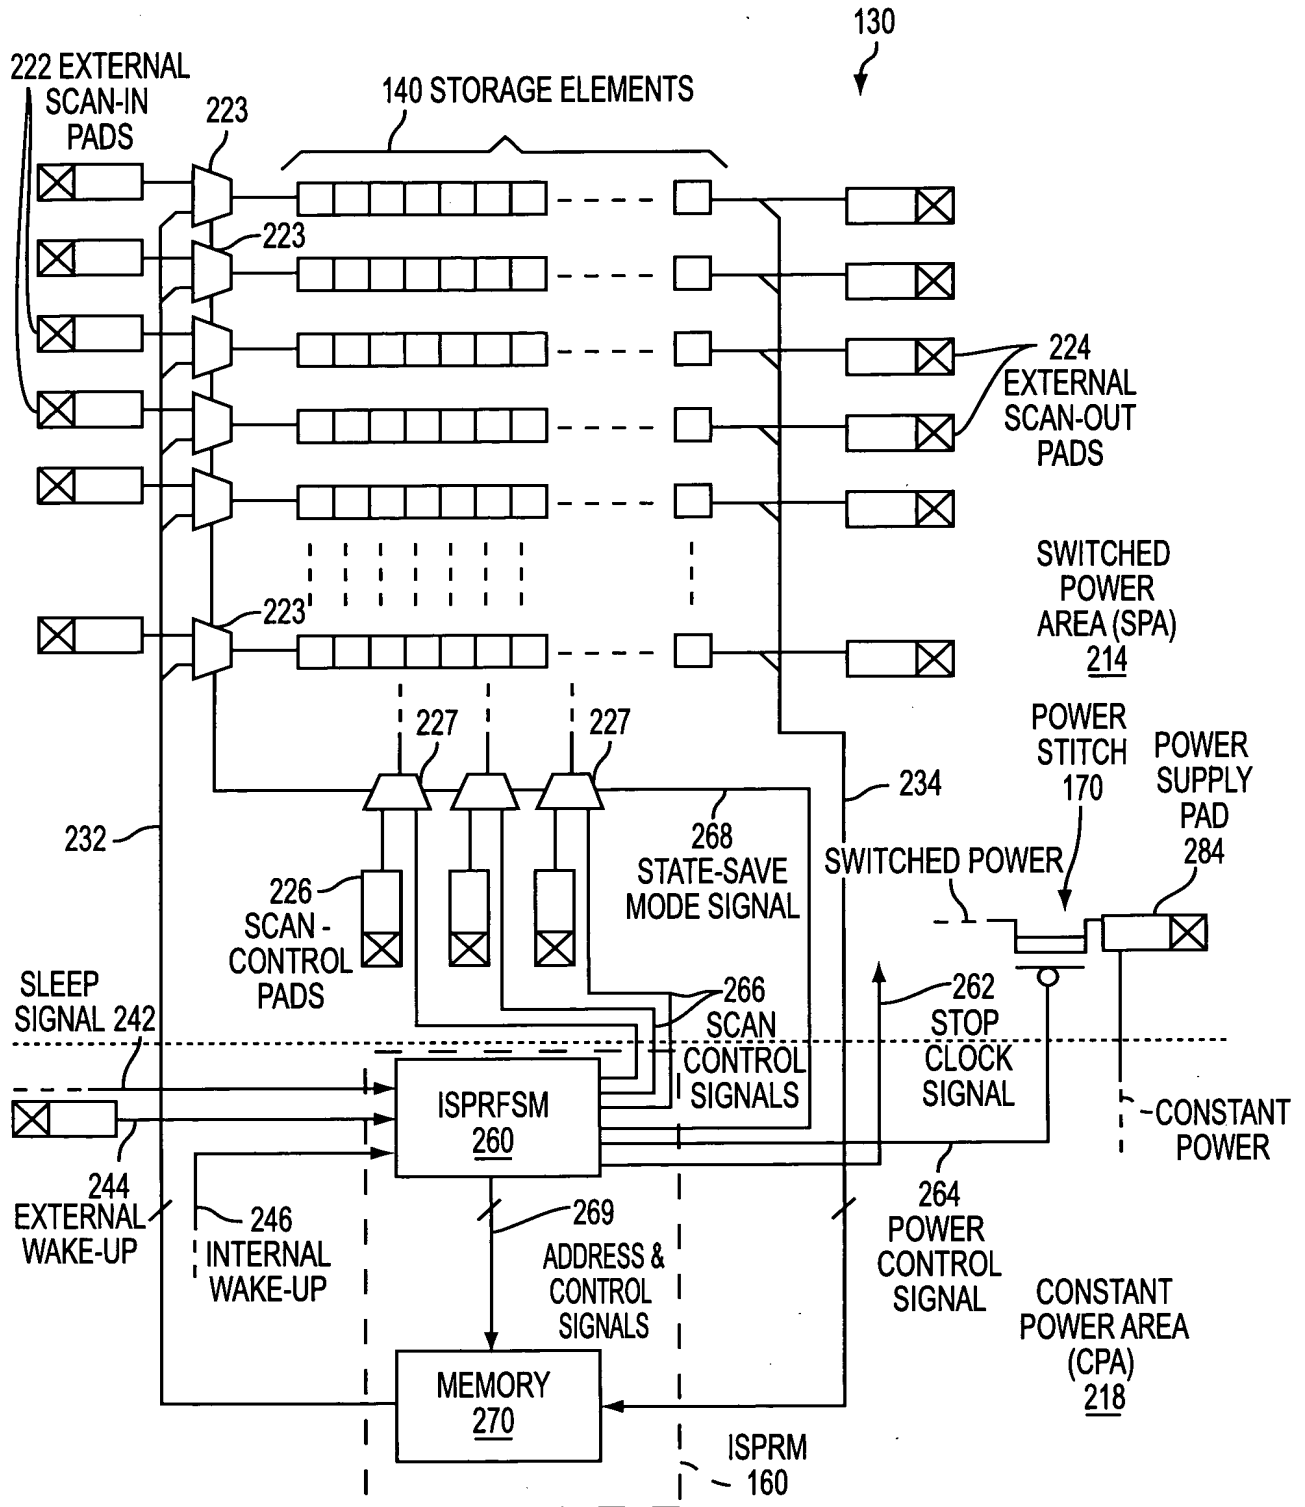 130
222 EXTERNAL
SCAN-IN
PADS
223
140 STORAGE ELEMENTS
223
224
EXTERNAL
SCAN-OUT
PADS
SWITCHED
POWER
AREA (SPA)
214
223
227
227
POWER
STITCH
170
POWER
SUPPLY
PAD
284
232
234
268
STATE-SAVE
MODE SIGNAL
SWITCHED POWER
226
SCAN -
CONTROL
PADS
SLEEP
SIGNAL 242
266
SCAN
CONTROL
SIGNALS
262
STOP
CLOCK
SIGNAL
ISPRFSM
260
CONSTANT
POWER
244
EXTERNAL
WAKE-UP
246
INTERNAL
WAKE-UP
269
ADDRESS &
CONTROL
SIGNALS
264
POWER
CONTROL
SIGNAL
CONSTANT
POWER AREA
(CPA)
218
MEMORY
270
ISPRM
160